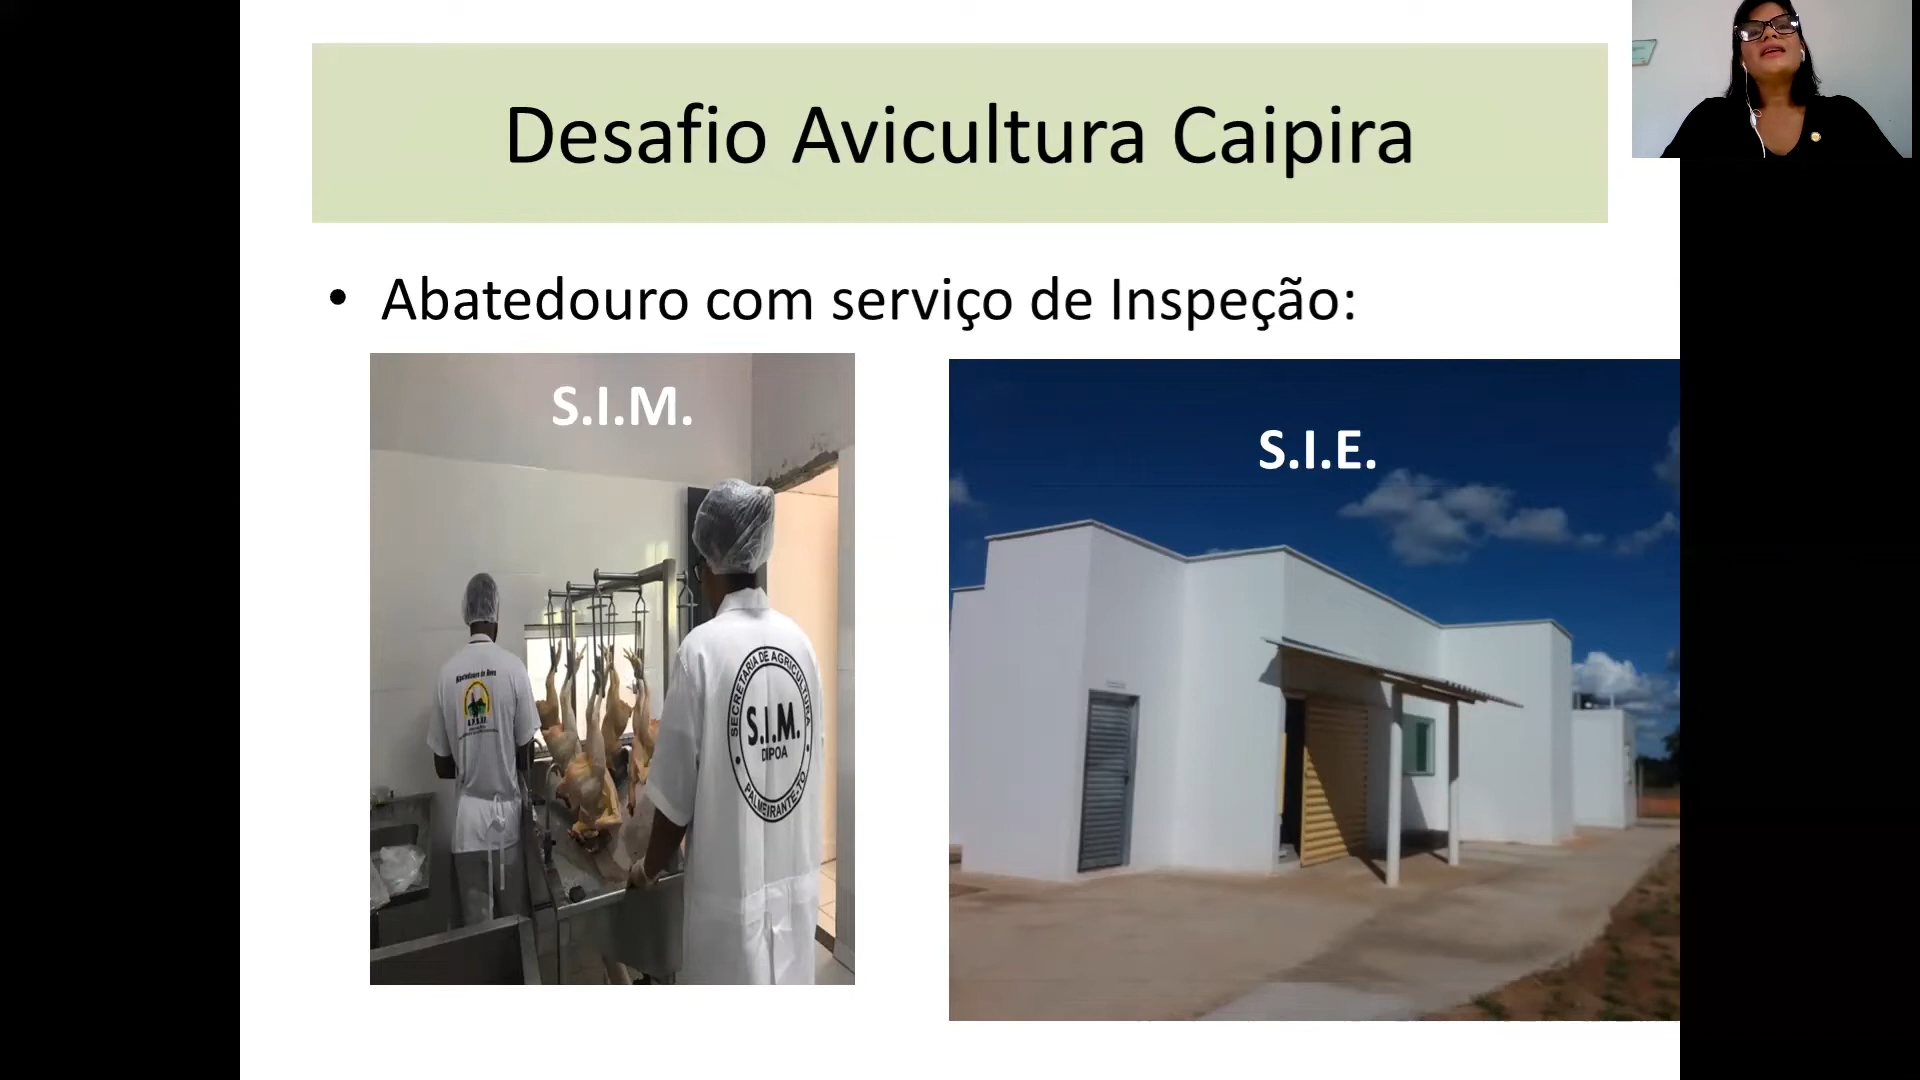 Desafio Avicultura Caipira
• Abatedouro com serviço de Inspeção:
S.I.M.
S.I.E.
SECRETARIA DE AGRICULTURA
S.I.M.
DIPOA
PALMEIRANTE-TO